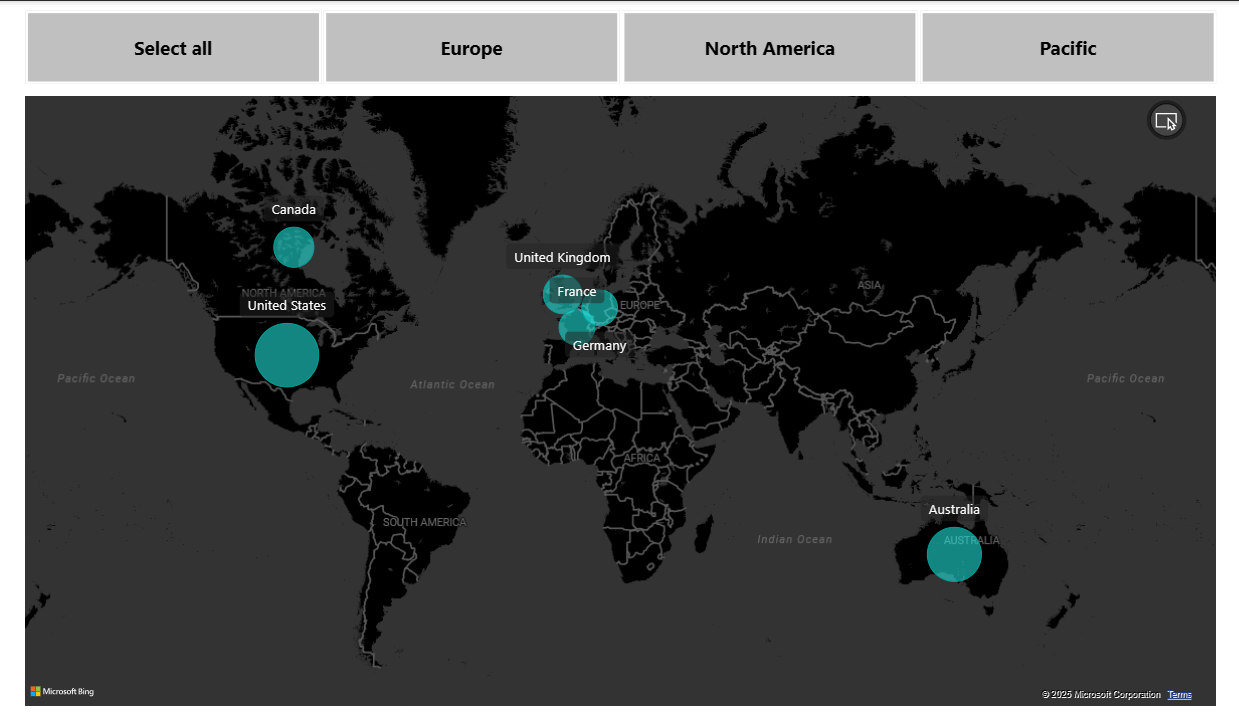 Select all
Europe
North America
Pacific
Canada
United Kingdom
NORTH AMERICA
United States
France
EUROPE
ASIA
Germany
Pacific Ocean
Atlantic Ocean
Pacific Ocean
AFRICA
SOUTH AMERICA
Australia
Indian Ocean
AUSTRALIA
Microsoft Bing
© 2025 Microsoft Corporation Terms